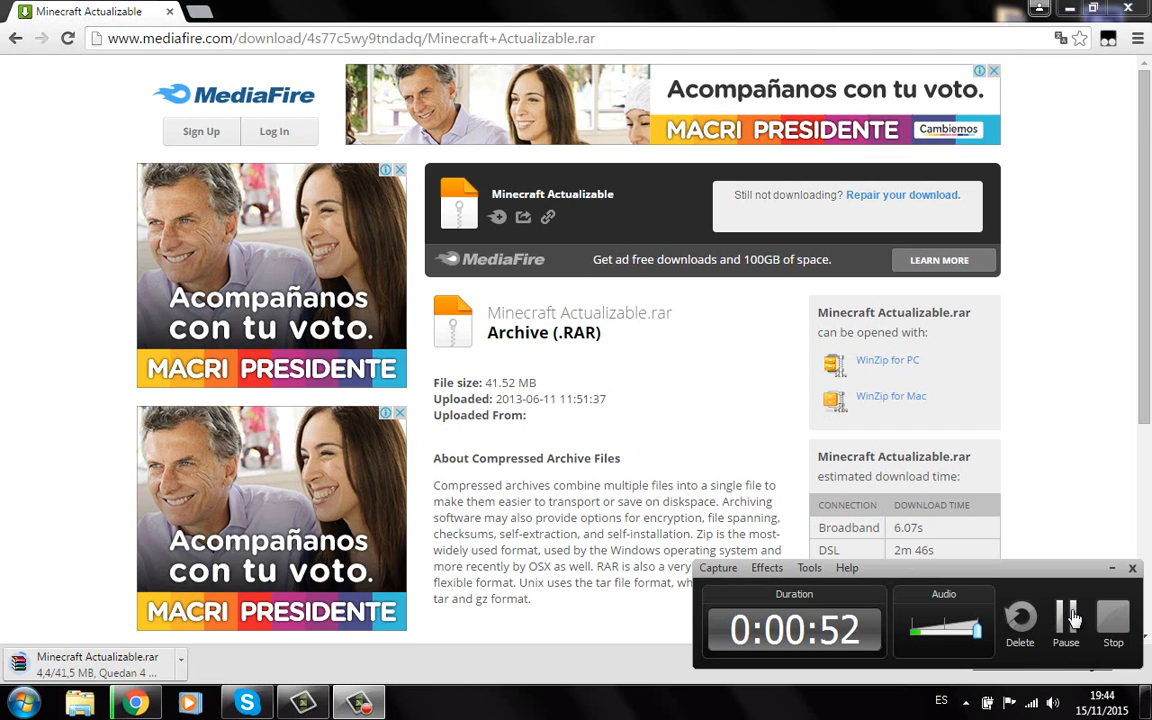 Minecraft Actualizable
www.mediafire.com/download/4s77c5wy9tndadq/Minecraft+Actualizable.rar
MediaFire
Sign Up
Log In
Acompañanos con tu voto.
MACRI PRESIDENTE
Cambiemos
Acompañanos
con tu voto.
MACRI PRESIDENTE
Minecraft Actualizable
Still not downloading? Repair your download.
MediaFire
Get ad free downloads and 100GB of space.
LEARN MORE
Minecraft Actualizable.rar
Archive (.RAR)
File size: 41.52 MB
Uploaded: 2013-06-11 11:51:37
Uploaded From:
About Compressed Archive Files
Compressed archives combine multiple files into a single file to
make them easier to transport or save on diskspace. Archiving
software may also provide options for encryption, file spanning,
checksums, self-extraction, and self-installation. Zip is the most-
widely used format, used by the Windows operating system and
more recently by OSX as well. RAR is also a very
flexible format. Unix uses the tar file format, wh
tar and gz format.
Minecraft Actualizable.rar
can be opened with:
WinZip for PC
WinZip for Mac
Minecraft Actualizable.rar
estimated download time:
CONNECTION DOWNLOAD TIME
Broadband 6.07s
DSL 2m 46s
Acompañanos
con tu voto.
MACRI PRESIDENTE
Capture Effects Tools Help
Duration
0:00:52
Audio
Delete
Pause
Stop
Minecraft Actualizable.rar
4,4/41,5 MB, Quedan 4 ...
ES
19:44
15/11/2015